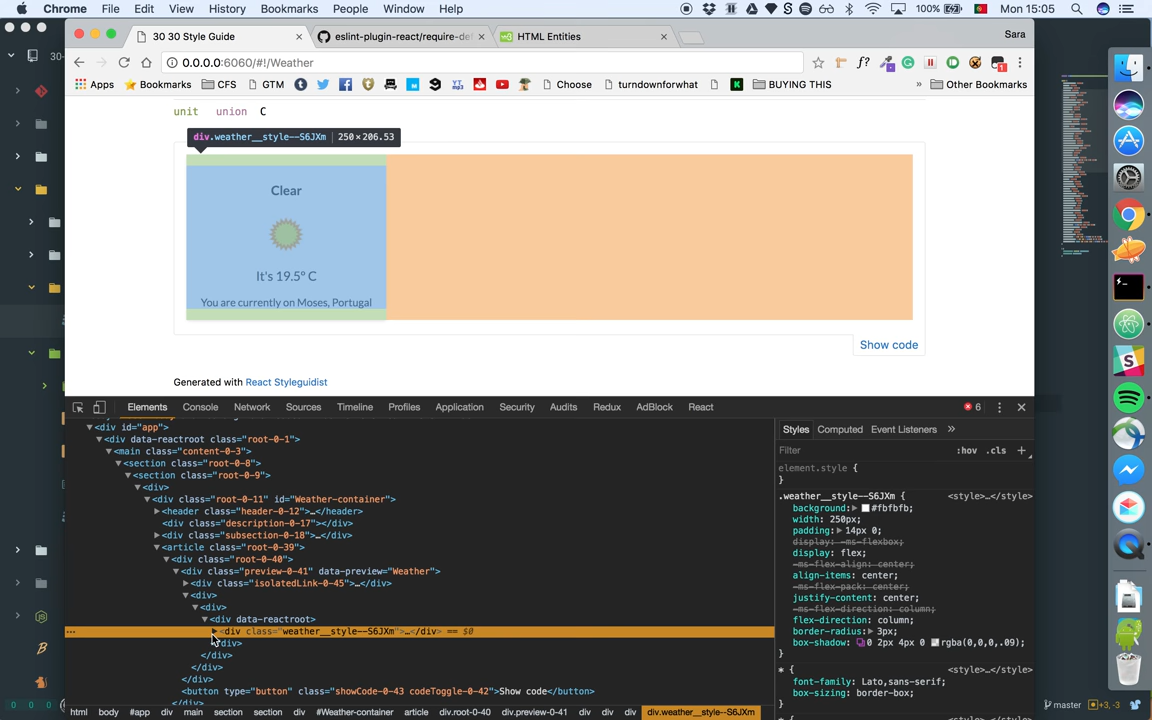 Chrome File Edit View History Bookmarks People Window Help
100% Mon 15:05
30 30 Style Guide
eslint-plugin-react/require-de
HTML Entities
Sara
0.0.0.0:6060/#!/Weather
f?
Apps Bookmarks CFS GTM Choose turndownforwhat BUYING THIS » Other Bookmarks
unit union C
div.weather__style--S6JXm | 250×206.53
Clear
It's 19.5º C
You are currently on Moses, Portugal
Show code
Generated with React Styleguidist
Elements Console Network Sources Timeline Profiles Application Security Audits Redux AdBlock React 6
<div id="app">
<div data-reactroot class="root-0-1">
<main class="content-0-3">
<section class="root-0-8">
<section class="root-0-9">
<div>
<div class="root-0-11" id="Weather-container">
<header class="header-0-12">…</header>
<div class="description-0-17"></div>
<div class="subsection-0-18">…</div>
<article class="root-0-39">
<div class="root-0-40">
<div class="preview-0-41" data-preview="Weather">
<div class="isolatedLink-0-45">…</div>
<div>
<div>
<div data-reactroot>
<div class="weather__style--S6JXm">…</div> == $0
</div>
</div>
</div>
</div>
<button type="button" class="showCode-0-43 codeToggle-0-42">Show code</button>
</div>
html body #app div main section section div #Weather-container article div.root-0-40 div.preview-0-41 div div div div.weather__style--S6JXm
Styles Computed Event Listeners »
Filter :hov .cls +
element.style {
}
.weather__style--S6JXm { <style>…</style>
background: #fbfbfb;
width: 250px;
padding: 14px 0;
display: -ms-flexbox;
display: flex;
-ms-flex-align: center;
align-items: center;
-ms-flex-pack: center;
justify-content: center;
-ms-flex-direction: column;
flex-direction: column;
border-radius: 3px;
box-shadow: 0 2px 4px 0 rgba(0,0,0,.09);
}
* { <style>…</style>
font-family: Lato,sans-serif;
box-sizing: border-box;
}
* { <style>…</style>
30-
0 0 0
master +3, -3